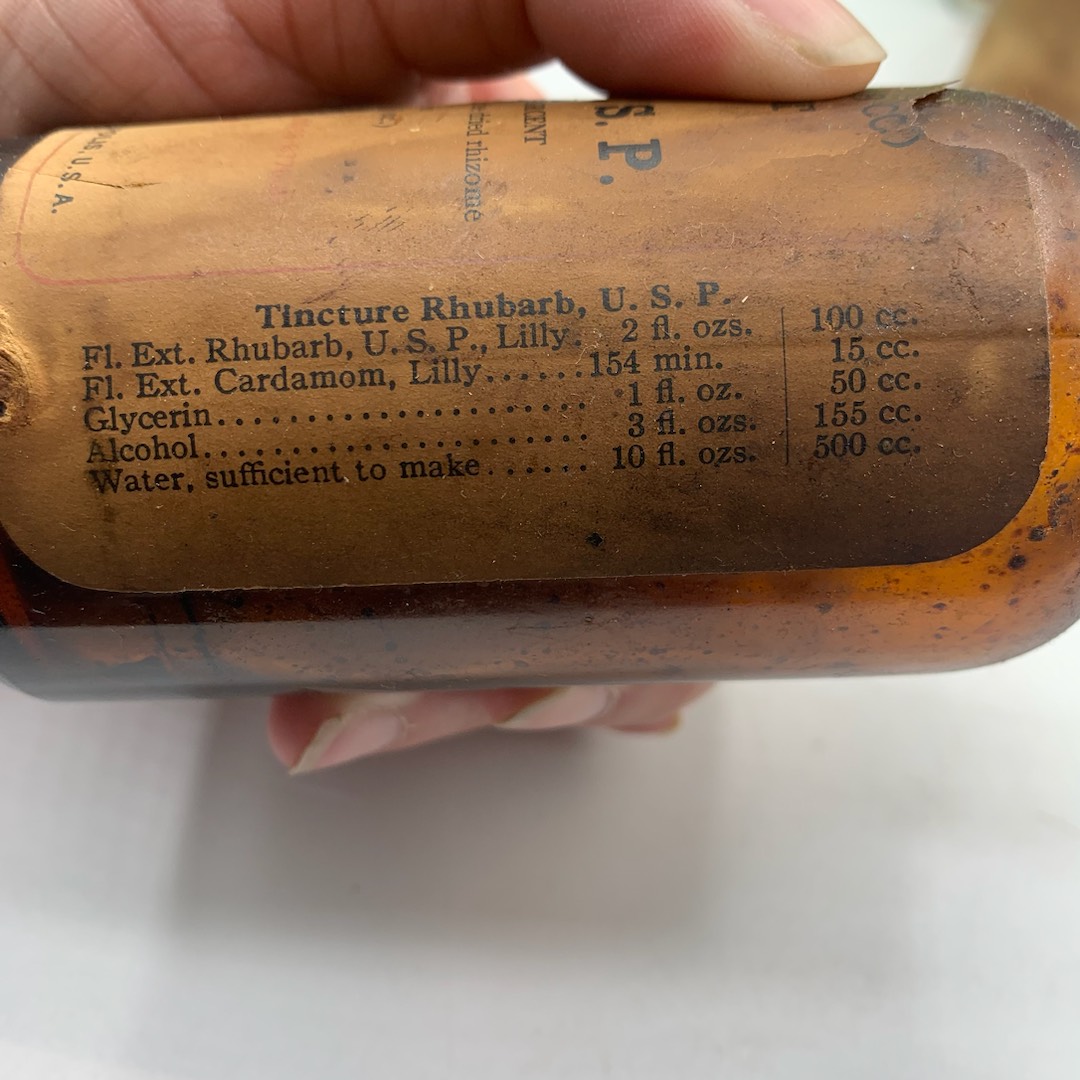 Tincture Rhubarb, U. S. P.
Fl. Ext. Rhubarb, U. S. P., Lilly. 2 fl. ozs. 100 cc.
Fl. Ext. Cardamom, Lilly......154 min. 15 cc.
Glycerin....................... 1 fl. oz. 50 cc.
Alcohol........................ 3 fl. ozs. 155 cc.
Water, sufficient to make...... 10 fl. ozs. 500 cc.
S. P.
rhizome
U. S. A.
CC)